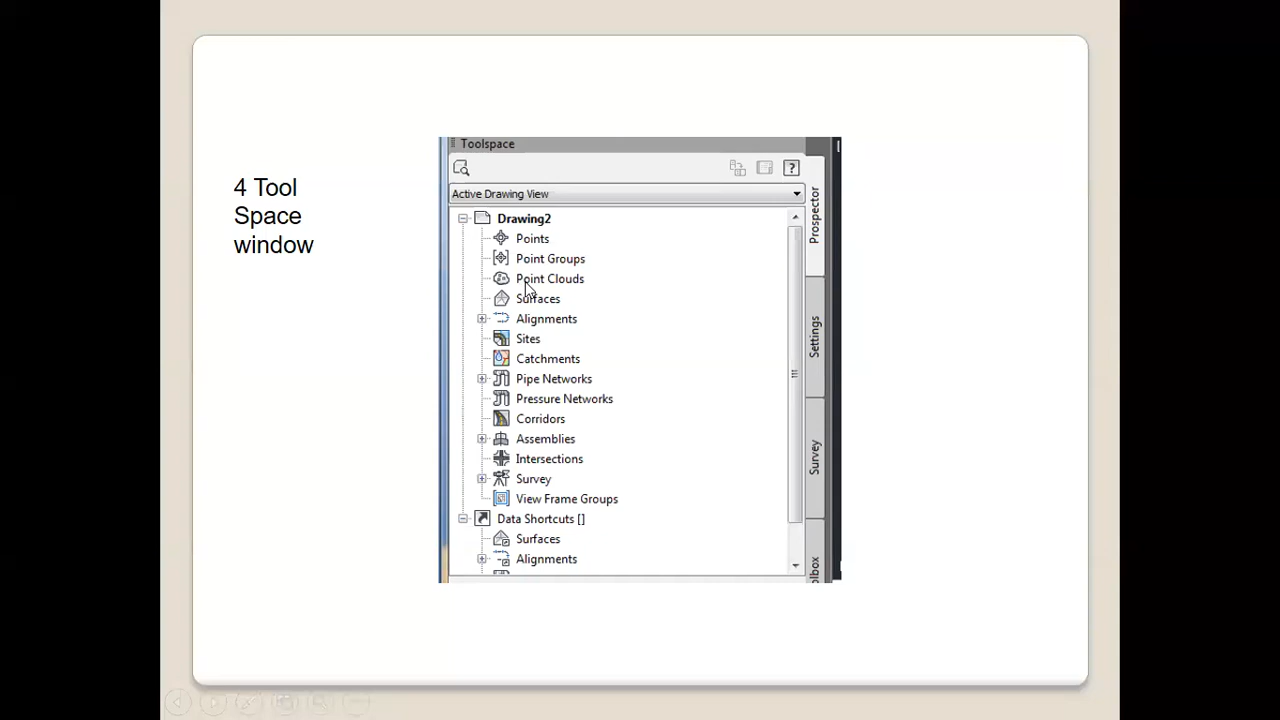 4 Tool
Space
window
Toolspace
Active Drawing View
Drawing2
Points
Point Groups
Point Clouds
Surfaces
Alignments
Sites
Catchments
Pipe Networks
Pressure Networks
Corridors
Assemblies
Intersections
Survey
View Frame Groups
Data Shortcuts []
Surfaces
Alignments
Prospector
Settings
Survey